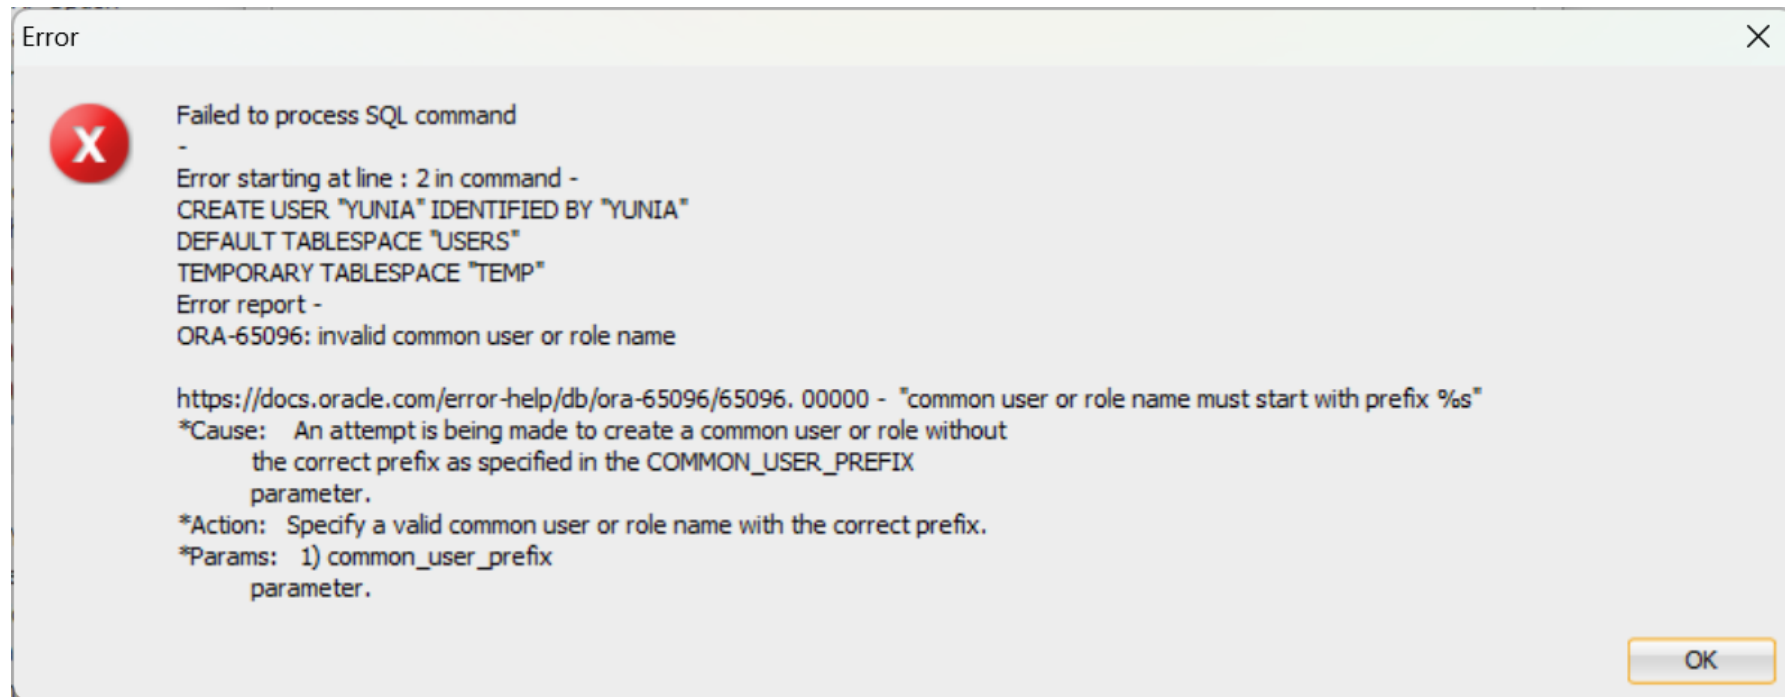 Error
Failed to process SQL command
-
Error starting at line : 2 in command -
CREATE USER "YUNIA" IDENTIFIED BY "YUNIA"
DEFAULT TABLESPACE "USERS"
TEMPORARY TABLESPACE "TEMP"
Error report -
ORA-65096: invalid common user or role name
https://docs.oracle.com/error-help/db/ora-65096/65096. 00000 - "common user or role name must start with prefix %s"
*Cause: An attempt is being made to create a common user or role without
the correct prefix as specified in the COMMON_USER_PREFIX
parameter.
*Action: Specify a valid common user or role name with the correct prefix.
*Params: 1) common_user_prefix
parameter.
OK